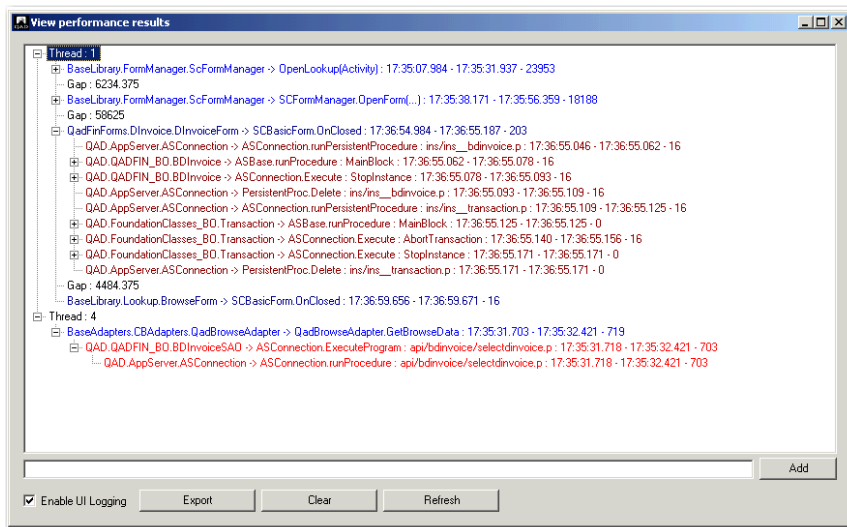 QAD
View performance results
Thread : 1
BaseLibrary.FormManager.ScFormManager -> OpenLookup(Activity) : 17:35:07.984 - 17:35:31.937 - 23953
Gap : 6234.375
BaseLibrary.FormManager.ScFormManager -> SCFormManager.OpenForm(...) : 17:35:38.171 - 17:35:56.359 - 18188
Gap : 58625
QadFinForms.DInvoice.DInvoiceForm -> SCBasicForm.OnClosed : 17:36:54.984 - 17:36:55.187 - 203
QAD.AppServer.ASConnection -> ASConnection.runPersistentProcedure : ins/ins__bdinvoice.p : 17:36:55.046 - 17:36:55.062 - 16
QAD.QADFIN_BO.BDInvoice -> ASBase.runProcedure : MainBlock : 17:36:55.062 - 17:36:55.078 - 16
QAD.QADFIN_BO.BDInvoice -> ASConnection.Execute : StopInstance : 17:36:55.078 - 17:36:55.093 - 16
QAD.AppServer.ASConnection -> PersistentProc.Delete : ins/ins__bdinvoice.p : 17:36:55.093 - 17:36:55.109 - 16
QAD.AppServer.ASConnection -> ASConnection.runPersistentProcedure : ins/ins__transaction.p : 17:36:55.109 - 17:36:55.125 - 16
QAD.FoundationClasses_BO.Transaction -> ASBase.runProcedure : MainBlock : 17:36:55.125 - 17:36:55.125 - 0
QAD.FoundationClasses_BO.Transaction -> ASConnection.Execute : AbortTransaction : 17:36:55.140 - 17:36:55.156 - 16
QAD.FoundationClasses_BO.Transaction -> ASConnection.Execute : StopInstance : 17:36:55.171 - 17:36:55.171 - 0
QAD.AppServer.ASConnection -> PersistentProc.Delete : ins/ins__transaction.p : 17:36:55.171 - 17:36:55.171 - 0
Gap : 4484.375
BaseLibrary.Lookup.BrowseForm -> SCBasicForm.OnClosed : 17:36:59.656 - 17:36:59.671 - 16
Thread : 4
BaseAdapters.CBAdapters.QadBrowseAdapter -> QadBrowseAdapter.GetBrowseData : 17:35:31.703 - 17:35:32.421 - 719
QAD.QADFIN_BO.BDInvoiceSAO -> ASConnection.ExecuteProgram : api/bdinvoice/selectdinvoice.p : 17:35:31.718 - 17:35:32.421 - 703
QAD.AppServer.ASConnection -> ASConnection.runProcedure : api/bdinvoice/selectdinvoice.p : 17:35:31.718 - 17:35:32.421 - 703
Add
Enable UI Logging
Export
Clear
Refresh